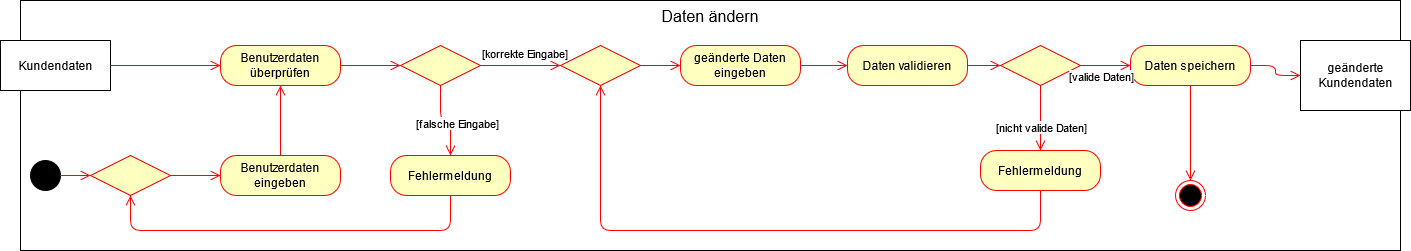 Daten ändern
Kundendaten
Benutzerdaten
überprüfen
[korrekte Eingabe]
geänderte Daten
eingeben
Daten validieren
[valide Daten]
Daten speichern
geänderte
Kundendaten
[falsche Eingabe]
[nicht valide Daten]
Benutzerdaten
eingeben
Fehlermeldung
Fehlermeldung